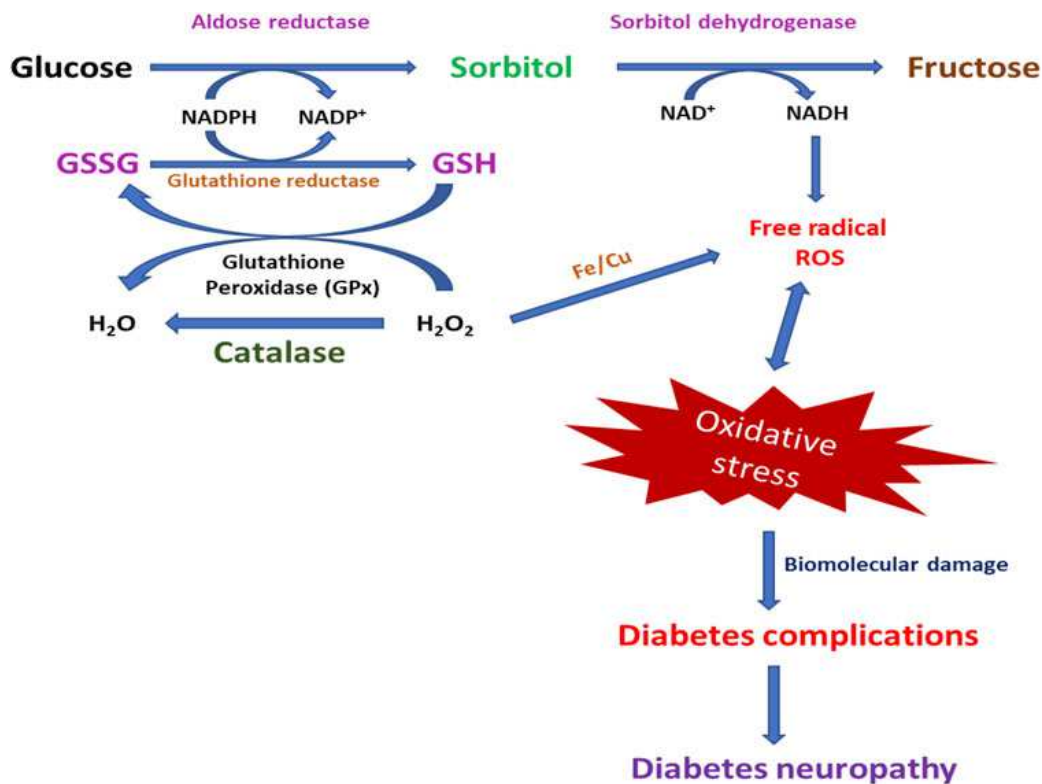 Aldose reductase
Sorbitol dehydrogenase
Glucose
Sorbitol
Fructose
NADPH
NADP⁺
NAD⁺
NADH
GSSG
GSH
Glutathione reductase
Free radical
ROS
Fe/Cu
Glutathione
Peroxidase (GPx)
H₂O
H₂O₂
Catalase
Oxidative
stress
Biomolecular damage
Diabetes complications
Diabetes neuropathy